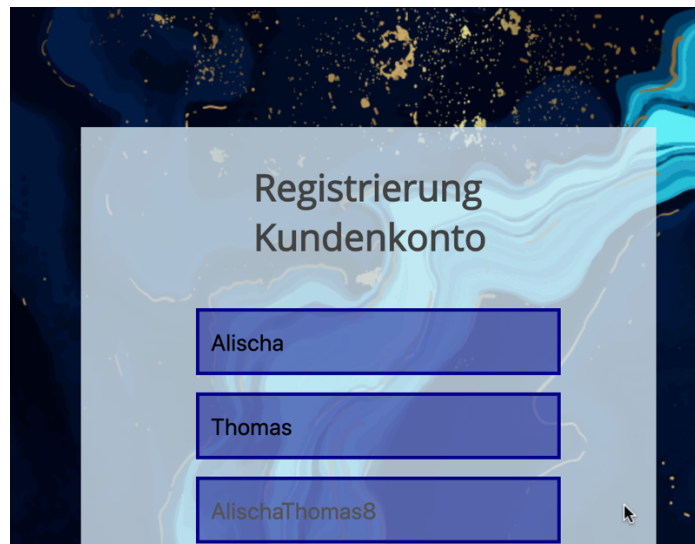 Registrierung
Kundenkonto
Alischa
Thomas
AlischaThomas8